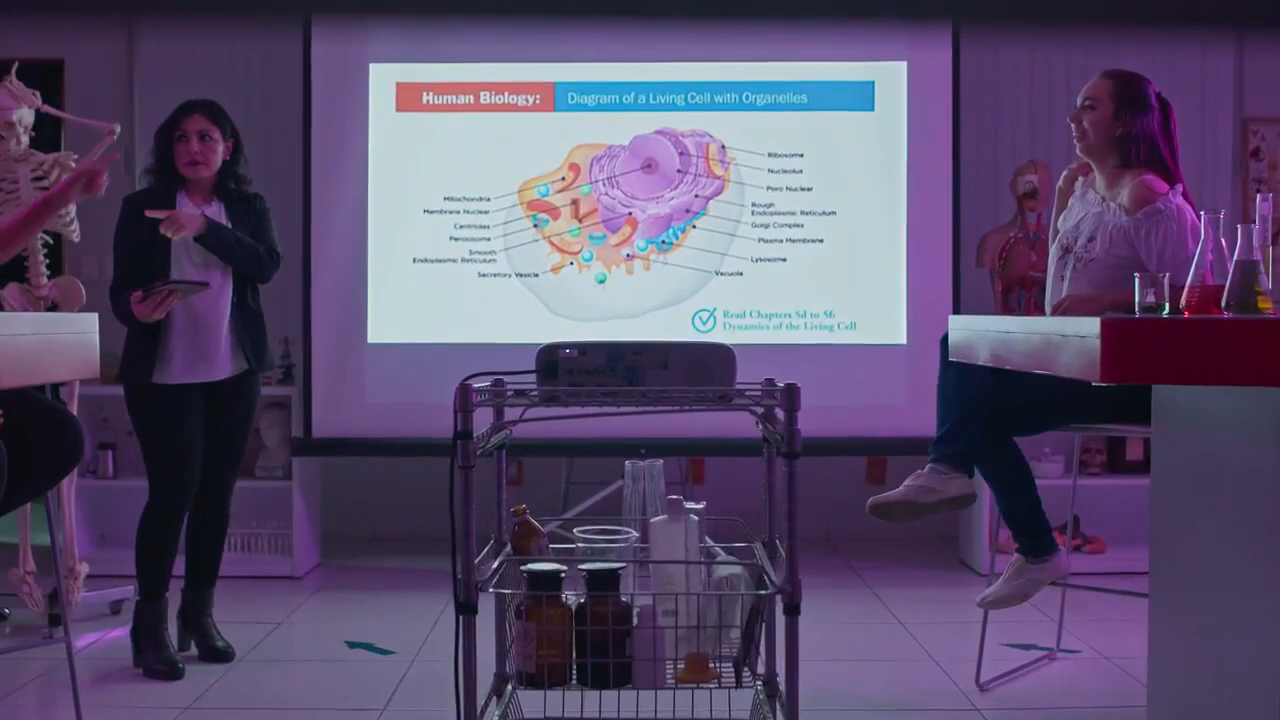 Human Biology: Diagram of a Living Cell with Organelles
Ribosome
Nucleolus
Poro Nuclear
Rough
Endoplasmic Reticulum
Golgi Complex
Plasma Membrane
Lysosome
Vacuola
Mitochondria
Membrane Nuclear
Centrioles
Peroxisome
Smooth
Endoplasmic Reticulum
Secretory Vesicle
Read Chapters 5d to 5f:
Dynamics of the Living Cell